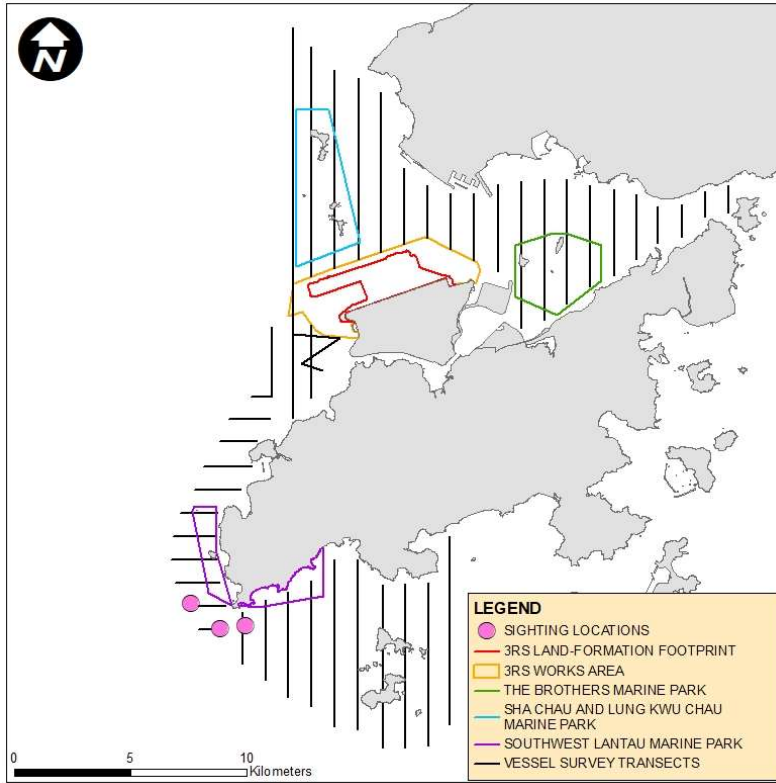 N
LEGEND
SIGHTING LOCATIONS
3RS LAND-FORMATION FOOTPRINT
3RS WORKS AREA
THE BROTHERS MARINE PARK
SHA CHAU AND LUNG KWU CHAU
MARINE PARK
SOUTHWEST LANTAU MARINE PARK
VESSEL SURVEY TRANSECTS
0 5 10
Kilometers